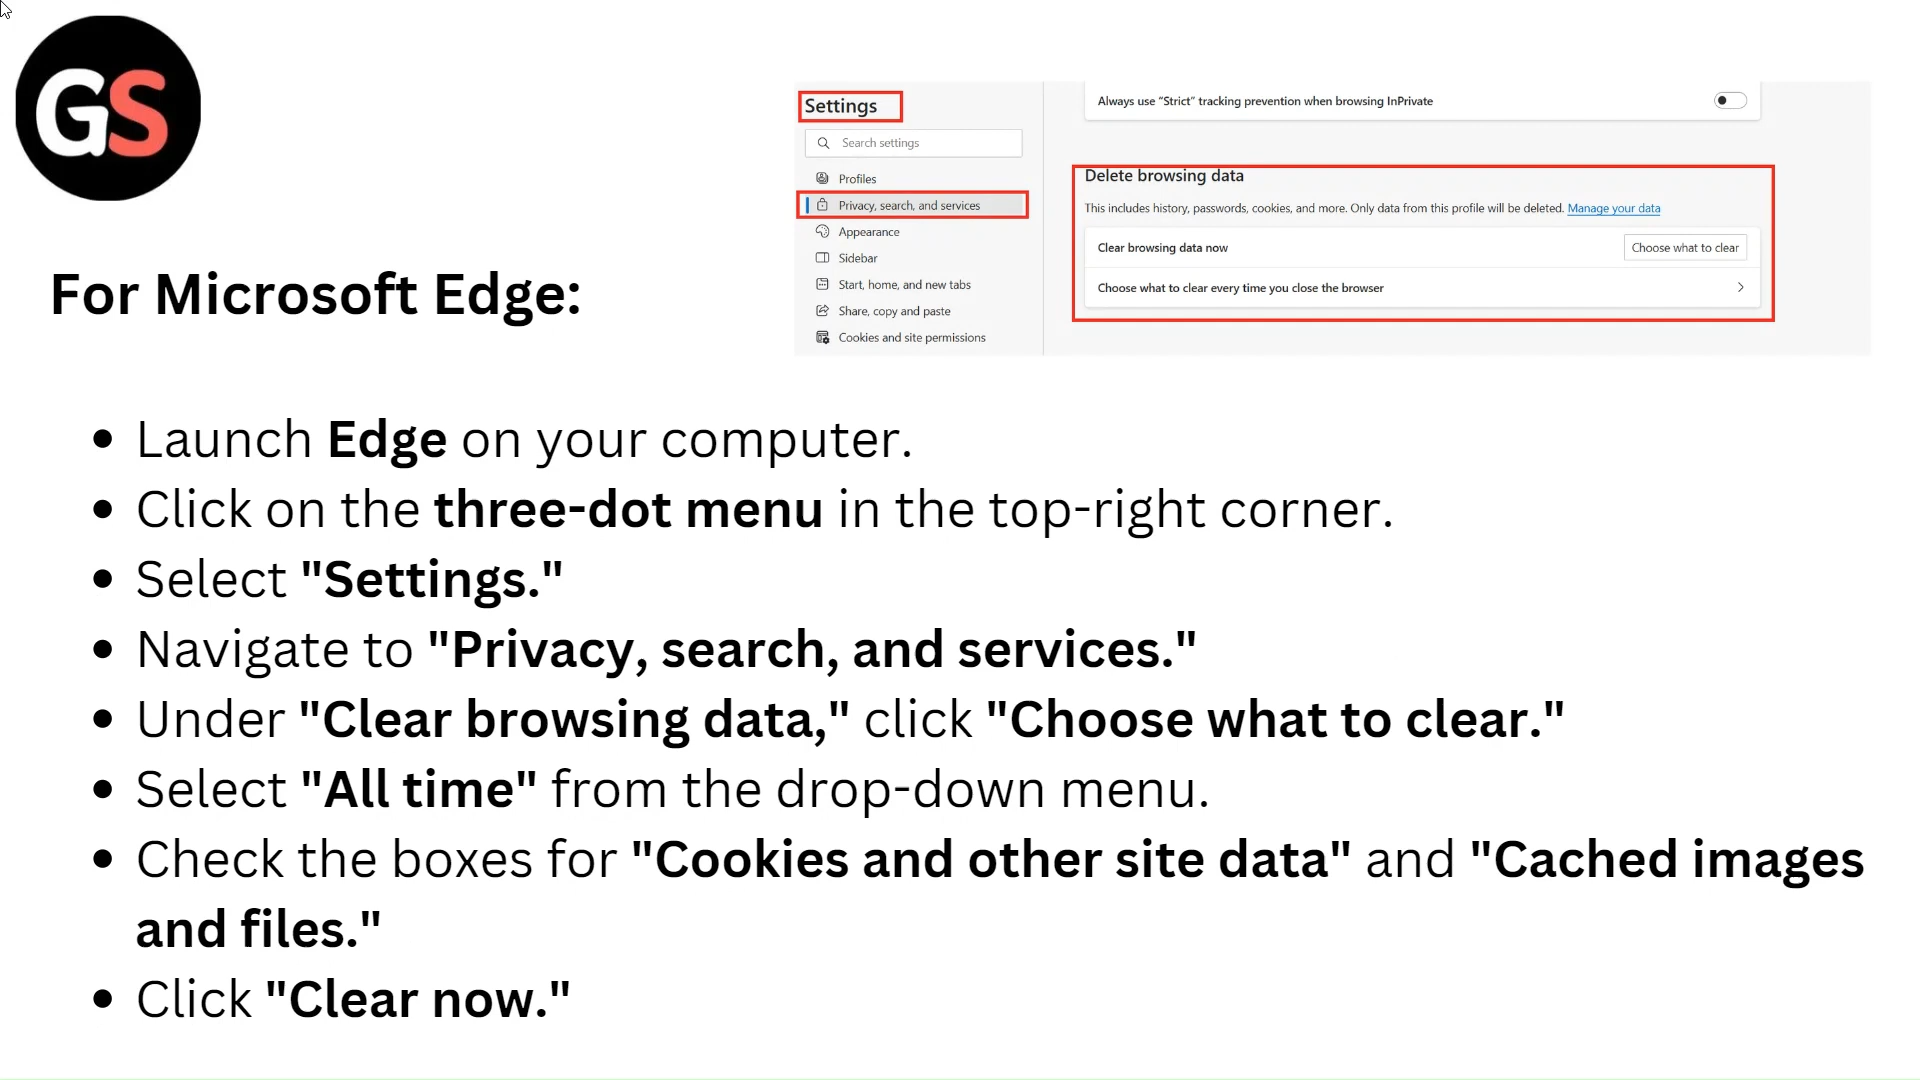 GS
Settings
Search settings
Profiles
Privacy, search, and services
Appearance
Sidebar
Start, home, and new tabs
Share, copy and paste
Cookies and site permissions
Always use “Strict” tracking prevention when browsing InPrivate
Delete browsing data
This includes history, passwords, cookies, and more. Only data from this profile will be deleted. Manage your data
Clear browsing data now
Choose what to clear
Choose what to clear every time you close the browser
For Microsoft Edge:
• Launch Edge on your computer.
• Click on the three-dot menu in the top-right corner.
• Select "Settings."
• Navigate to "Privacy, search, and services."
• Under "Clear browsing data," click "Choose what to clear."
• Select "All time" from the drop-down menu.
• Check the boxes for "Cookies and other site data" and "Cached images
and files."
• Click "Clear now."